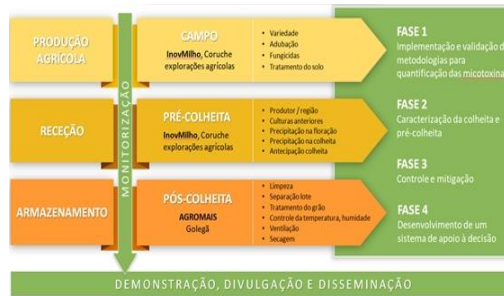 PRODUÇÃO
AGRÍCOLA
CAMPO
InovMilho, Coruche
explorações agrícolas
• Variedade
• Adubação
• Fungicidas
• Tratamento do solo
FASE 1
Implementação e validação d
metodologias para
quantificação das micotoxina
MONITORIZAÇÃO
RECEÇÃO
PRÉ-COLHEITA
InovMilho, Coruche
explorações agrícolas
• Produtor / região
• Culturas anteriores
• Precipitação na floração
• Precipitação na colheita
• Antecipação colheita
FASE 2
Caracterização da colheita e
pré-colheita
FASE 3
Controle e mitigação
ARMAZENAMENTO
PÓS-COLHEITA
AGROMAIS
Golegã
• Limpeza
• Separação lote
• Tratamento do grão
• Controle da temperatura, humidade
• Ventilação
• Secagem
FASE 4
Desenvolvimento de um
sistema de apoio à decisão
DEMONSTRAÇÃO, DIVULGAÇÃO E DISSEMINAÇÃO